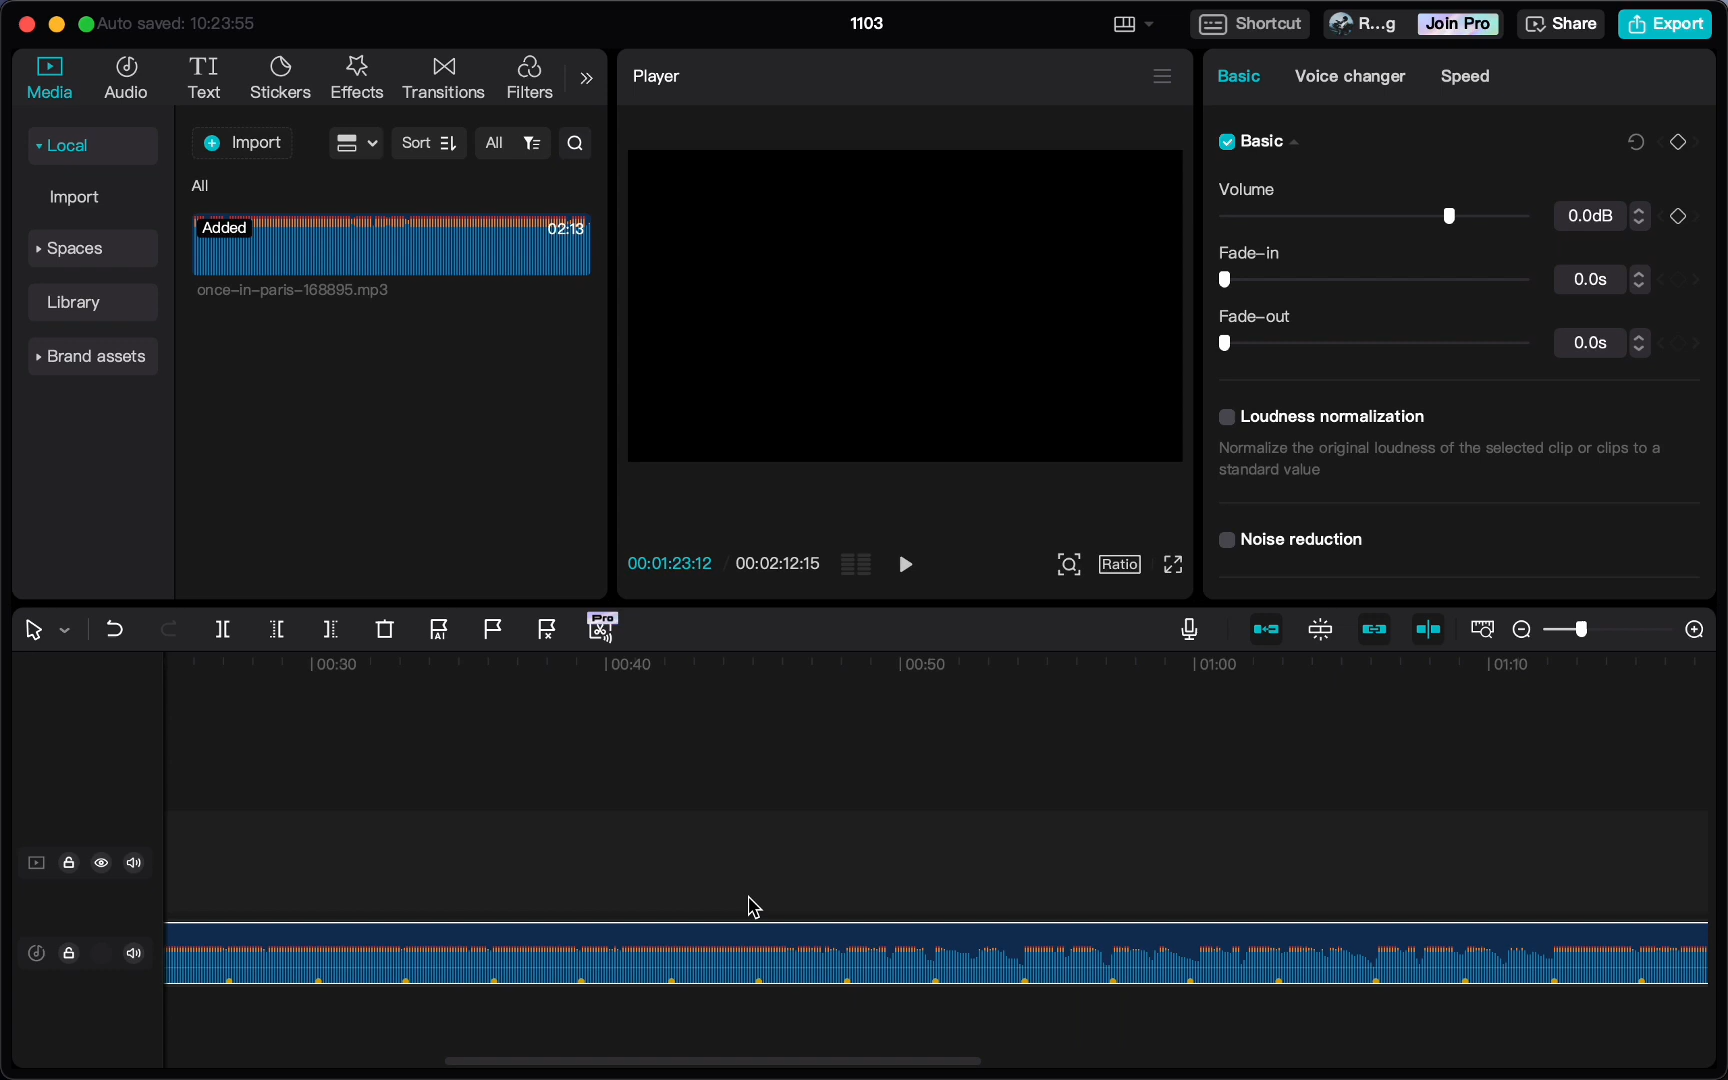 Auto saved: 10:23:55
1103
Shortcut
R...g
Join Pro
Share
Export
Media
Audio
TI
Text
Stickers
Effects
Transitions
Filters
Player
Basic
Voice changer
Speed
Local
Import
Sort
All
Basic
Import
All
Volume
0.0dB
Added
02:13
Spaces
Fade-in
0.0s
once-in-paris-168895.mp3
Library
Fade-out
0.0s
Brand assets
Loudness normalization
Normalize the original loudness of the selected clip or clips to a
standard value
Noise reduction
00:01:23:12 / 00:02:12:15
Ratio
Pro
AI
00:30
00:40
00:50
01:00
01:10